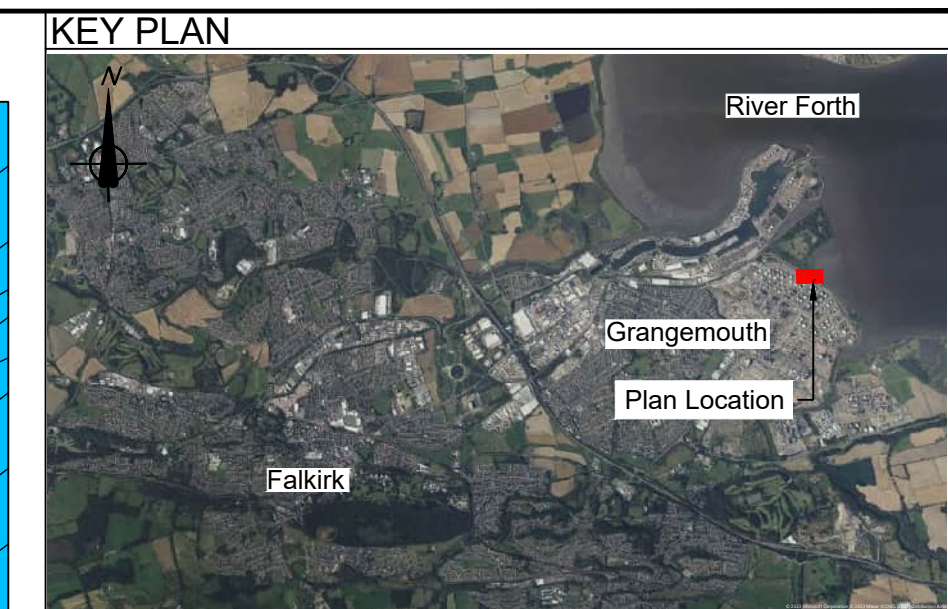 KEY PLAN
N
River Forth
Grangemouth
Plan Location
Falkirk